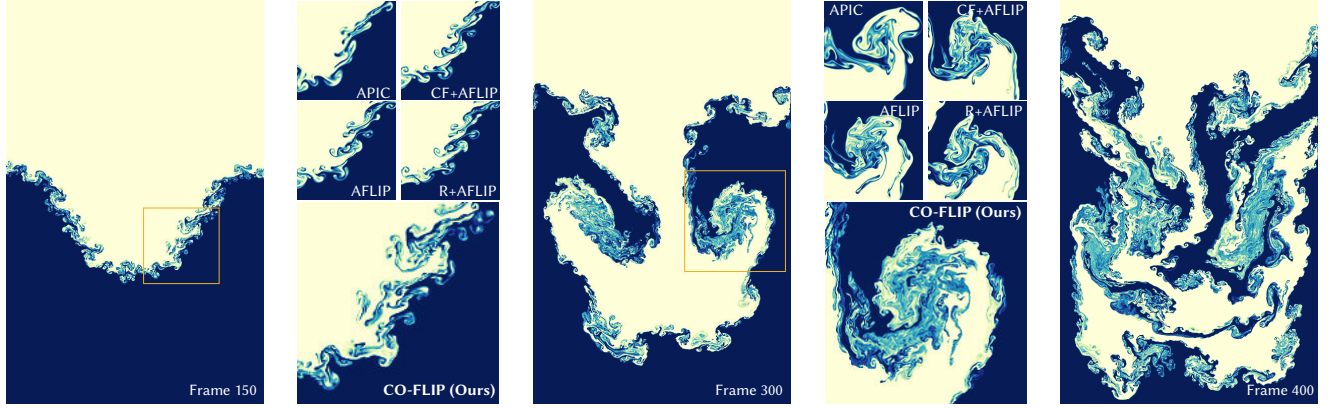 Frame 150
APIC
CF+AFLIP
AFLIP
R+AFLIP
CO-FLIP (Ours)
Frame 300
APIC
CF+AFLIP
AFLIP
R+AFLIP
CO-FLIP (Ours)
Frame 400